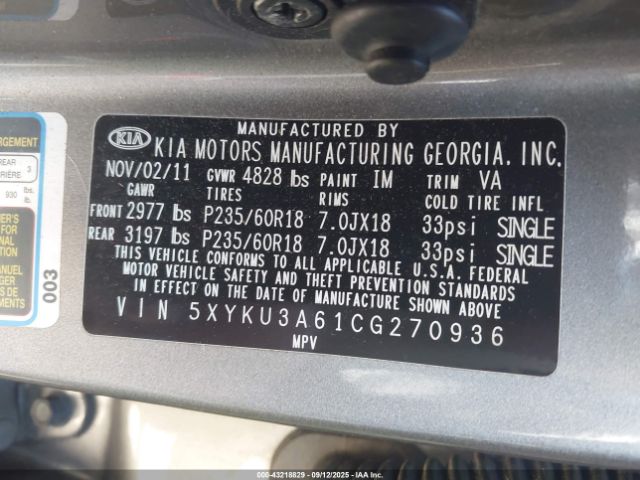 MANUFACTURED BY
KIA KIA MOTORS MANUFACTURING GEORGIA. INC.
NOV/02/11 GVWR 4828 lbs PAINT IM TRIM VA
GAWR TIRES RIMS COLD TIRE INFL
FRONT 2977 lbs P235/60R18 7.0JX18 33psi SINGLE
REAR 3197 lbs P235/60R18 7.0JX18 33psi SINGLE
THIS VEHICLE CONFORMS TO ALL APPLICABLE U.S.A. FEDERAL
MOTOR VEHICLE SAFETY AND THEFT PREVENTION STANDARDS
IN EFFECT ON THE DATE OF MANUFACTURE SHOWN ABOVE
VIN 5XYKU3A61CG270936
MPV
REAR 3
930 lbs.
003
000-43218829 - 09/12/2025 - IAA Inc.